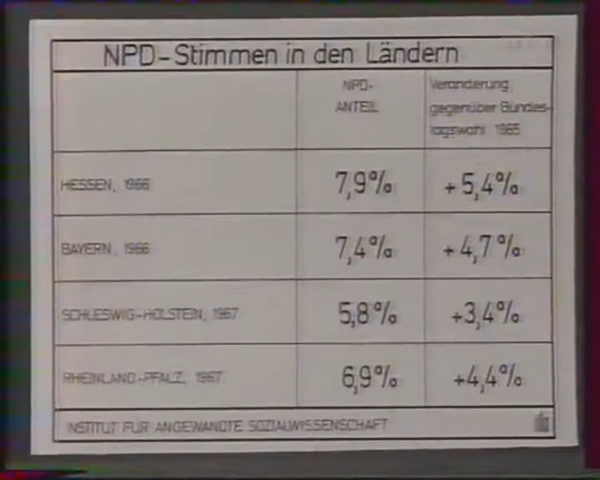 NPD-Stimmen in den Ländern
NPD-
ANTEIL
Veränderung
gegenüber Bundes-
tagswahl 1965
HESSEN, 1966 7,9% +5,4%
BAYERN, 1966 7,4% +4,7%
SCHLESWIG-HOLSTEIN, 1967 5,8% +3,4%
RHEINLAND-PFALZ, 1967 6,9% +4,4%
INSTITUT FÜR ANGEWANDTE SOZIALWISSENSCHAFT